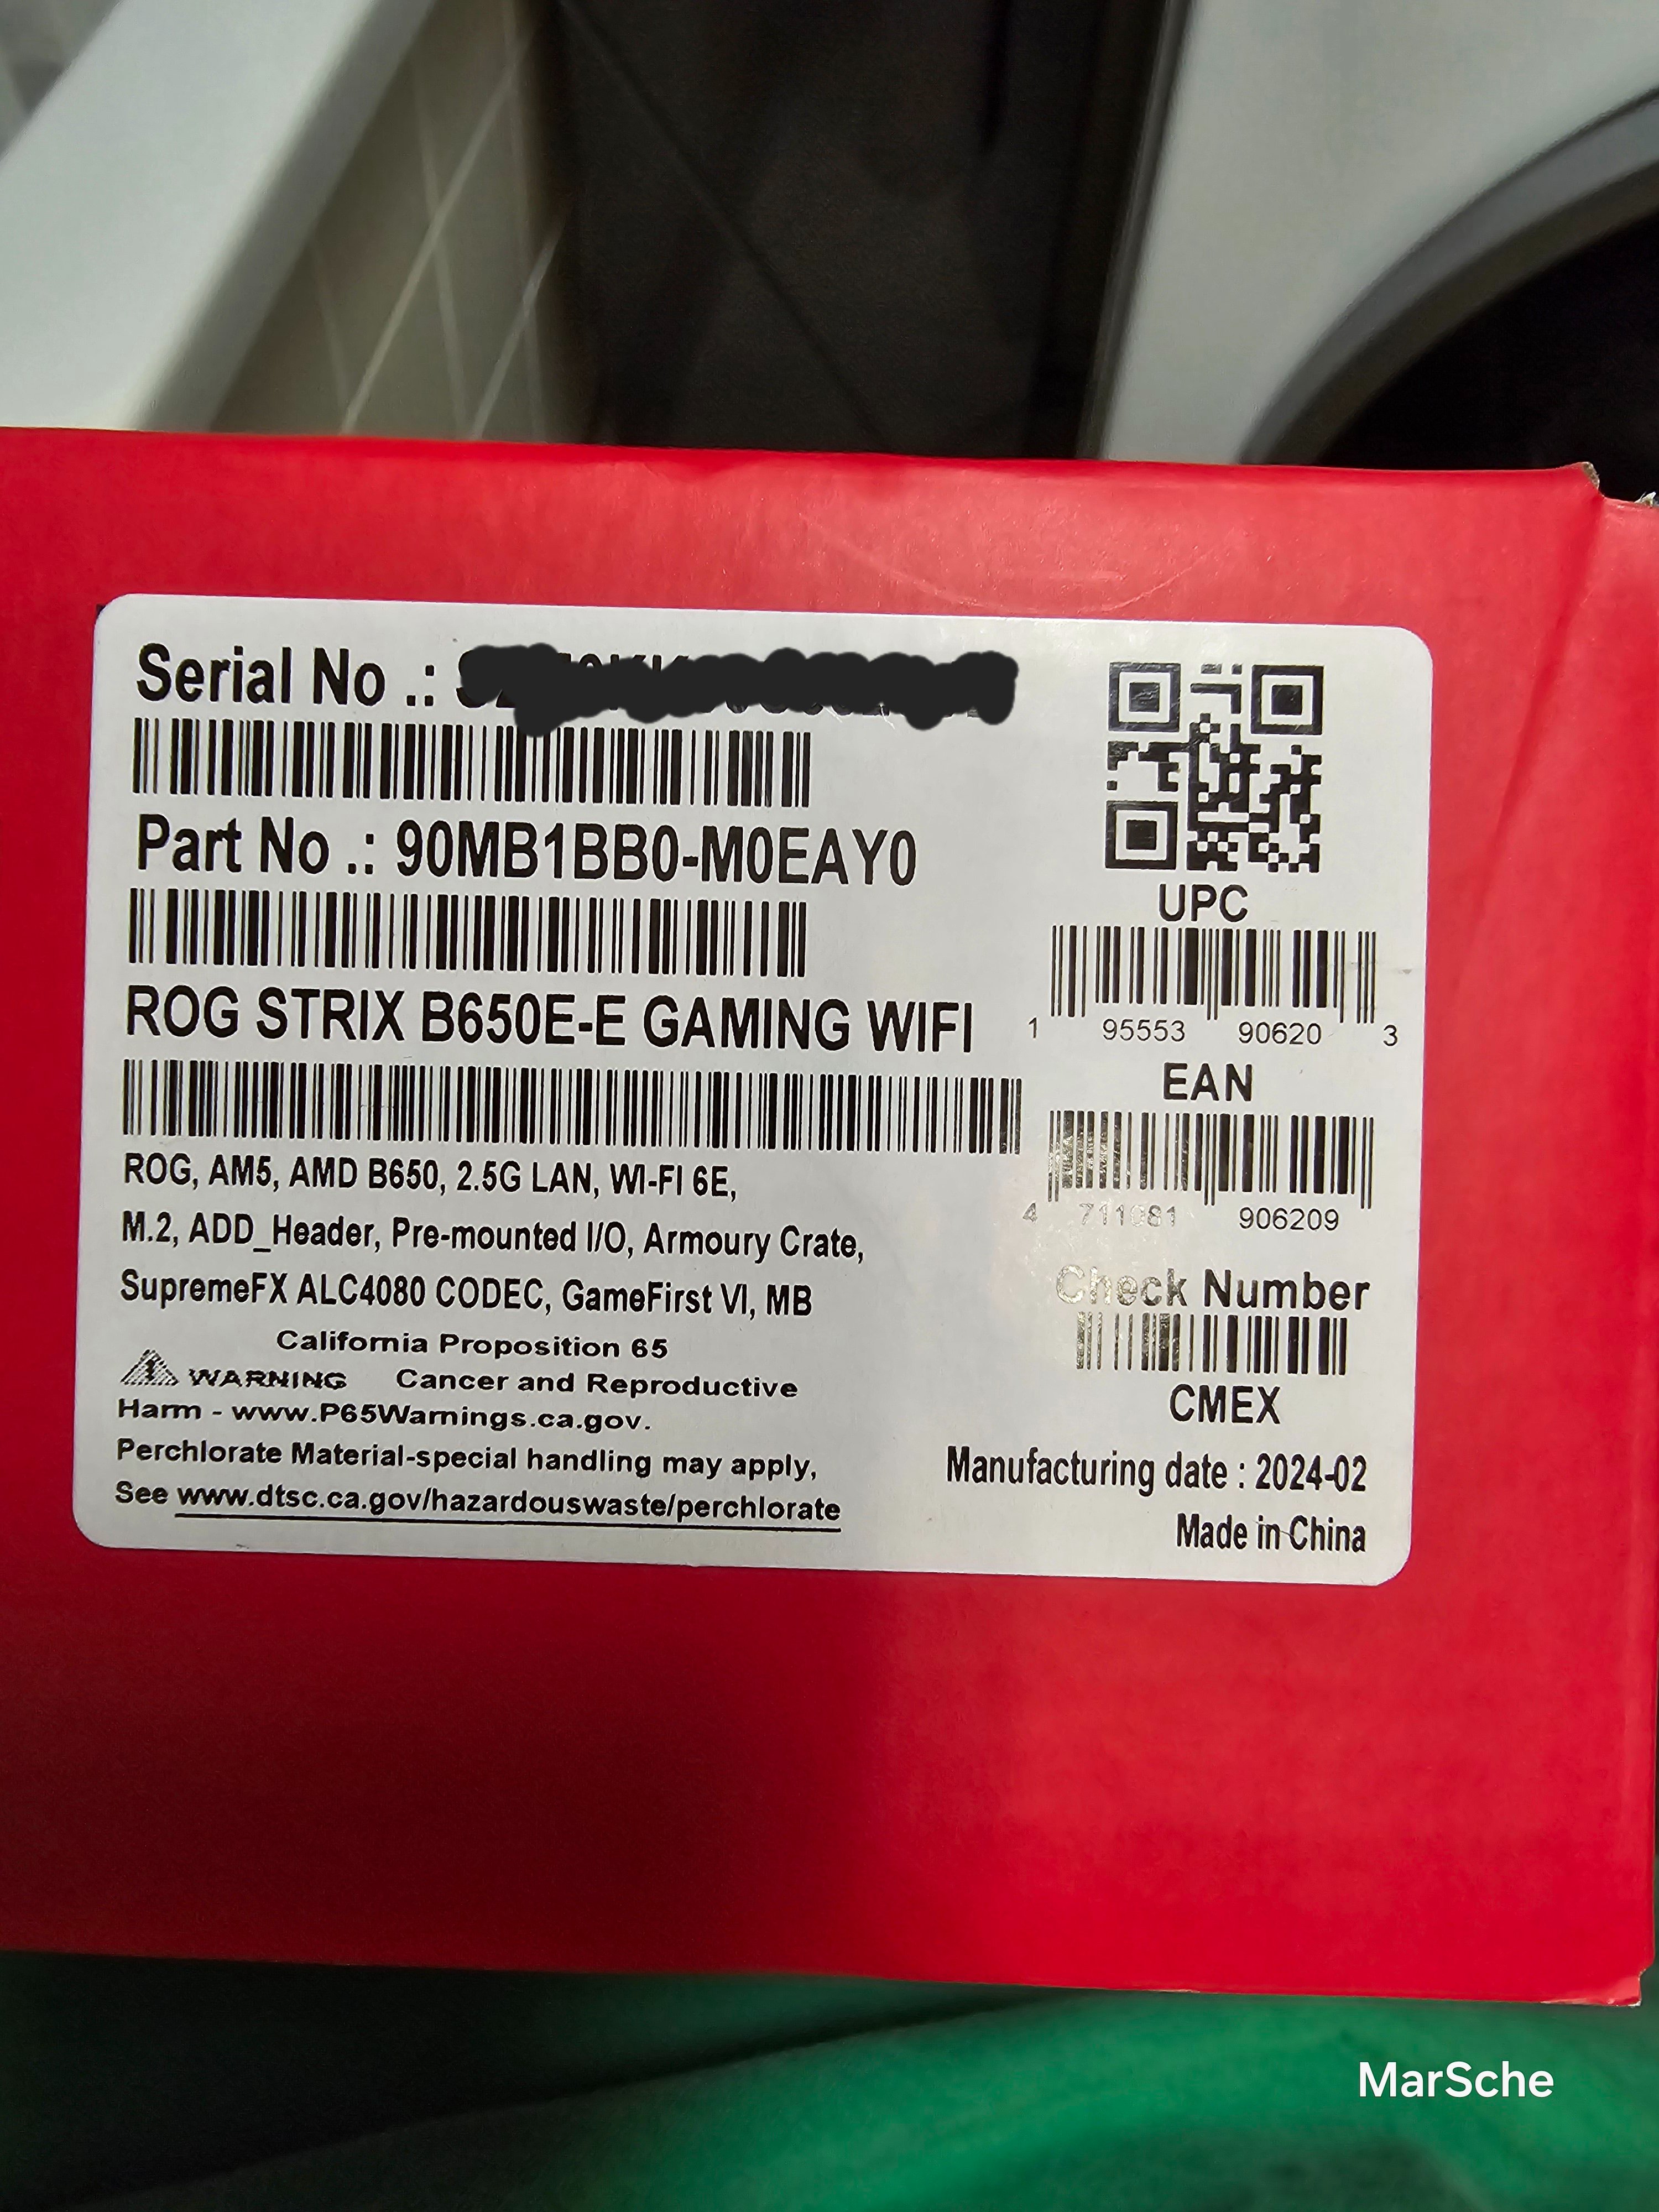 Serial No .:
Part No .: 90MB1BB0-M0EAY0
ROG STRIX B650E-E GAMING WIFI
ROG, AM5, AMD B650, 2.5G LAN, WI-FI 6E,
M.2, ADD_Header, Pre-mounted I/O, Armoury Crate,
SupremeFX ALC4080 CODEC, GameFirst VI, MB
California Proposition 65
WARNING Cancer and Reproductive
Harm - www.P65Warnings.ca.gov.
Perchlorate Material-special handling may apply,
See www.dtsc.ca.gov/hazardouswaste/perchlorate
UPC
1 95553 90620 3
EAN
4 711081 906209
Check Number
CMEX
Manufacturing date : 2024-02
Made in China
MarSche